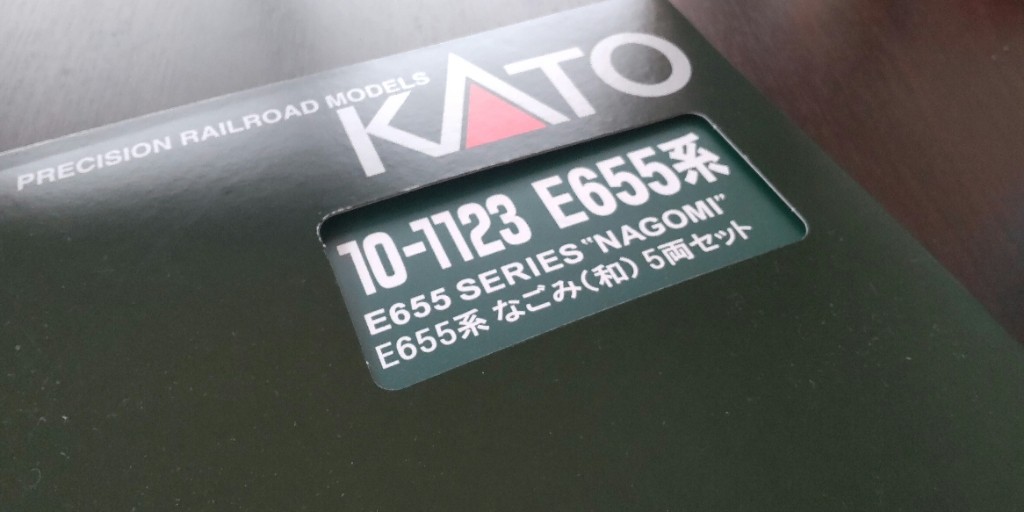 PRECISION RAILROAD MODELS
KATO
10-1123 E655系
E655 SERIES "NAGOMI"
E655系 なごみ(和) 5両セット